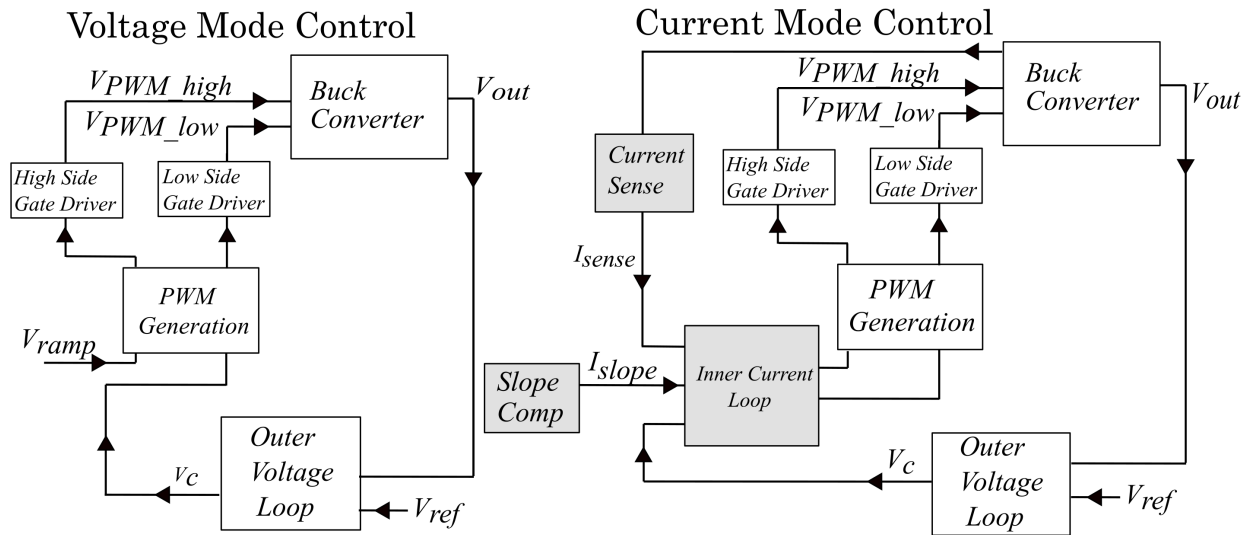 Voltage Mode Control
VPWM_high
VPWM_low
Buck
Converter
Vout
High Side
Gate Driver
Low Side
Gate Driver
PWM
Generation
Vramp
Outer
Voltage
Loop
Vc
Vref
Current Mode Control
Buck
Converter
VPWM_high
VPWM_low
Vout
Current
Sense
High Side
Gate Driver
Low Side
Gate Driver
Isense
PWM
Generation
Slope
Comp
Islope
Inner Current
Loop
Outer
Voltage
Loop
Vc
Vref